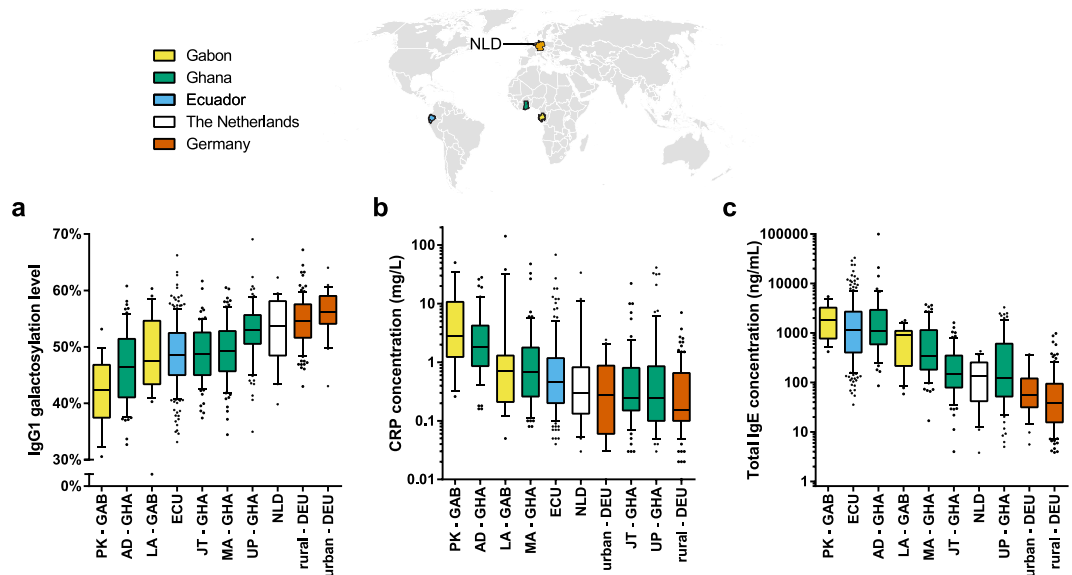 NLD
Gabon
Ghana
Ecuador
The Netherlands
Germany
a
IgG1 galactosylation level
70%
60%
50%
40%
30%
0%
PK - GAB
AD - GHA
LA - GAB
ECU
JT - GHA
MA - GHA
UP - GHA
NLD
rural - DEU
urban - DEU
b
CRP concentration (mg/L)
100
10
1
0.1
0.01
PK - GAB
AD - GHA
LA - GAB
MA - GHA
ECU
NLD
urban - DEU
JT - GHA
UP - GHA
rural - DEU
c
Total IgE concentration (ng/mL)
100000
10000
1000
100
10
1
PK - GAB
ECU
AD - GHA
LA - GAB
MA - GHA
JT - GHA
NLD
UP - GHA
urban - DEU
rural - DEU